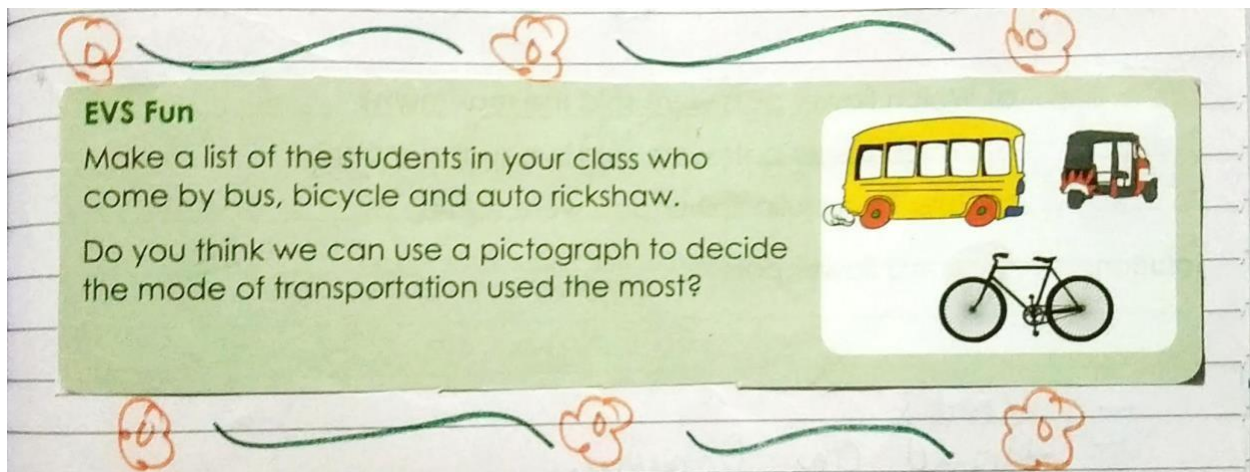 EVS Fun
Make a list of the students in your class who
come by bus, bicycle and auto rickshaw.
Do you think we can use a pictograph to decide
the mode of transportation used the most?